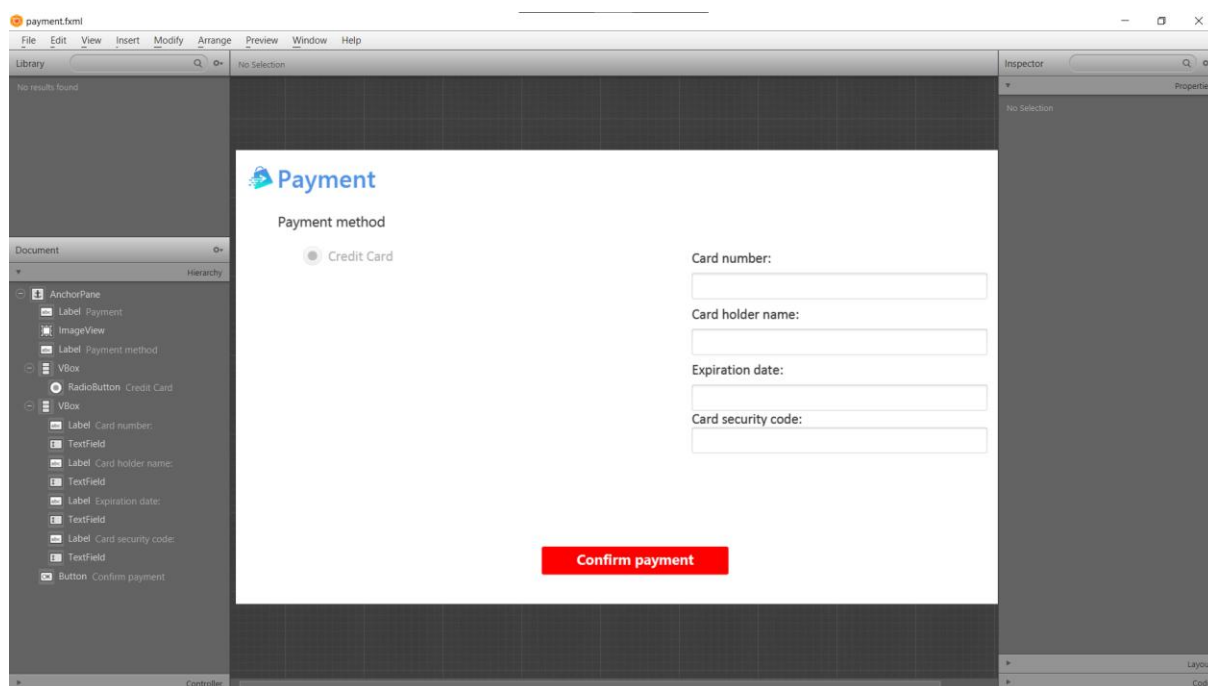 payment.fxml
File Edit View Insert Modify Arrange Preview Window Help
Library
No results found
No Selection
Inspector
Propertie
No Selection
Document
Hierarchy
AnchorPane
Label Payment
ImageView
Label Payment method
VBox
RadioButton Credit Card
VBox
Label Card number:
TextField
Label Card holder name:
TextField
Label Expiration date:
TextField
Label Card security code:
TextField
Button Confirm payment
Controller
Payment
Payment method
Credit Card
Card number:
Card holder name:
Expiration date:
Card security code:
Confirm payment
Layou
Cod